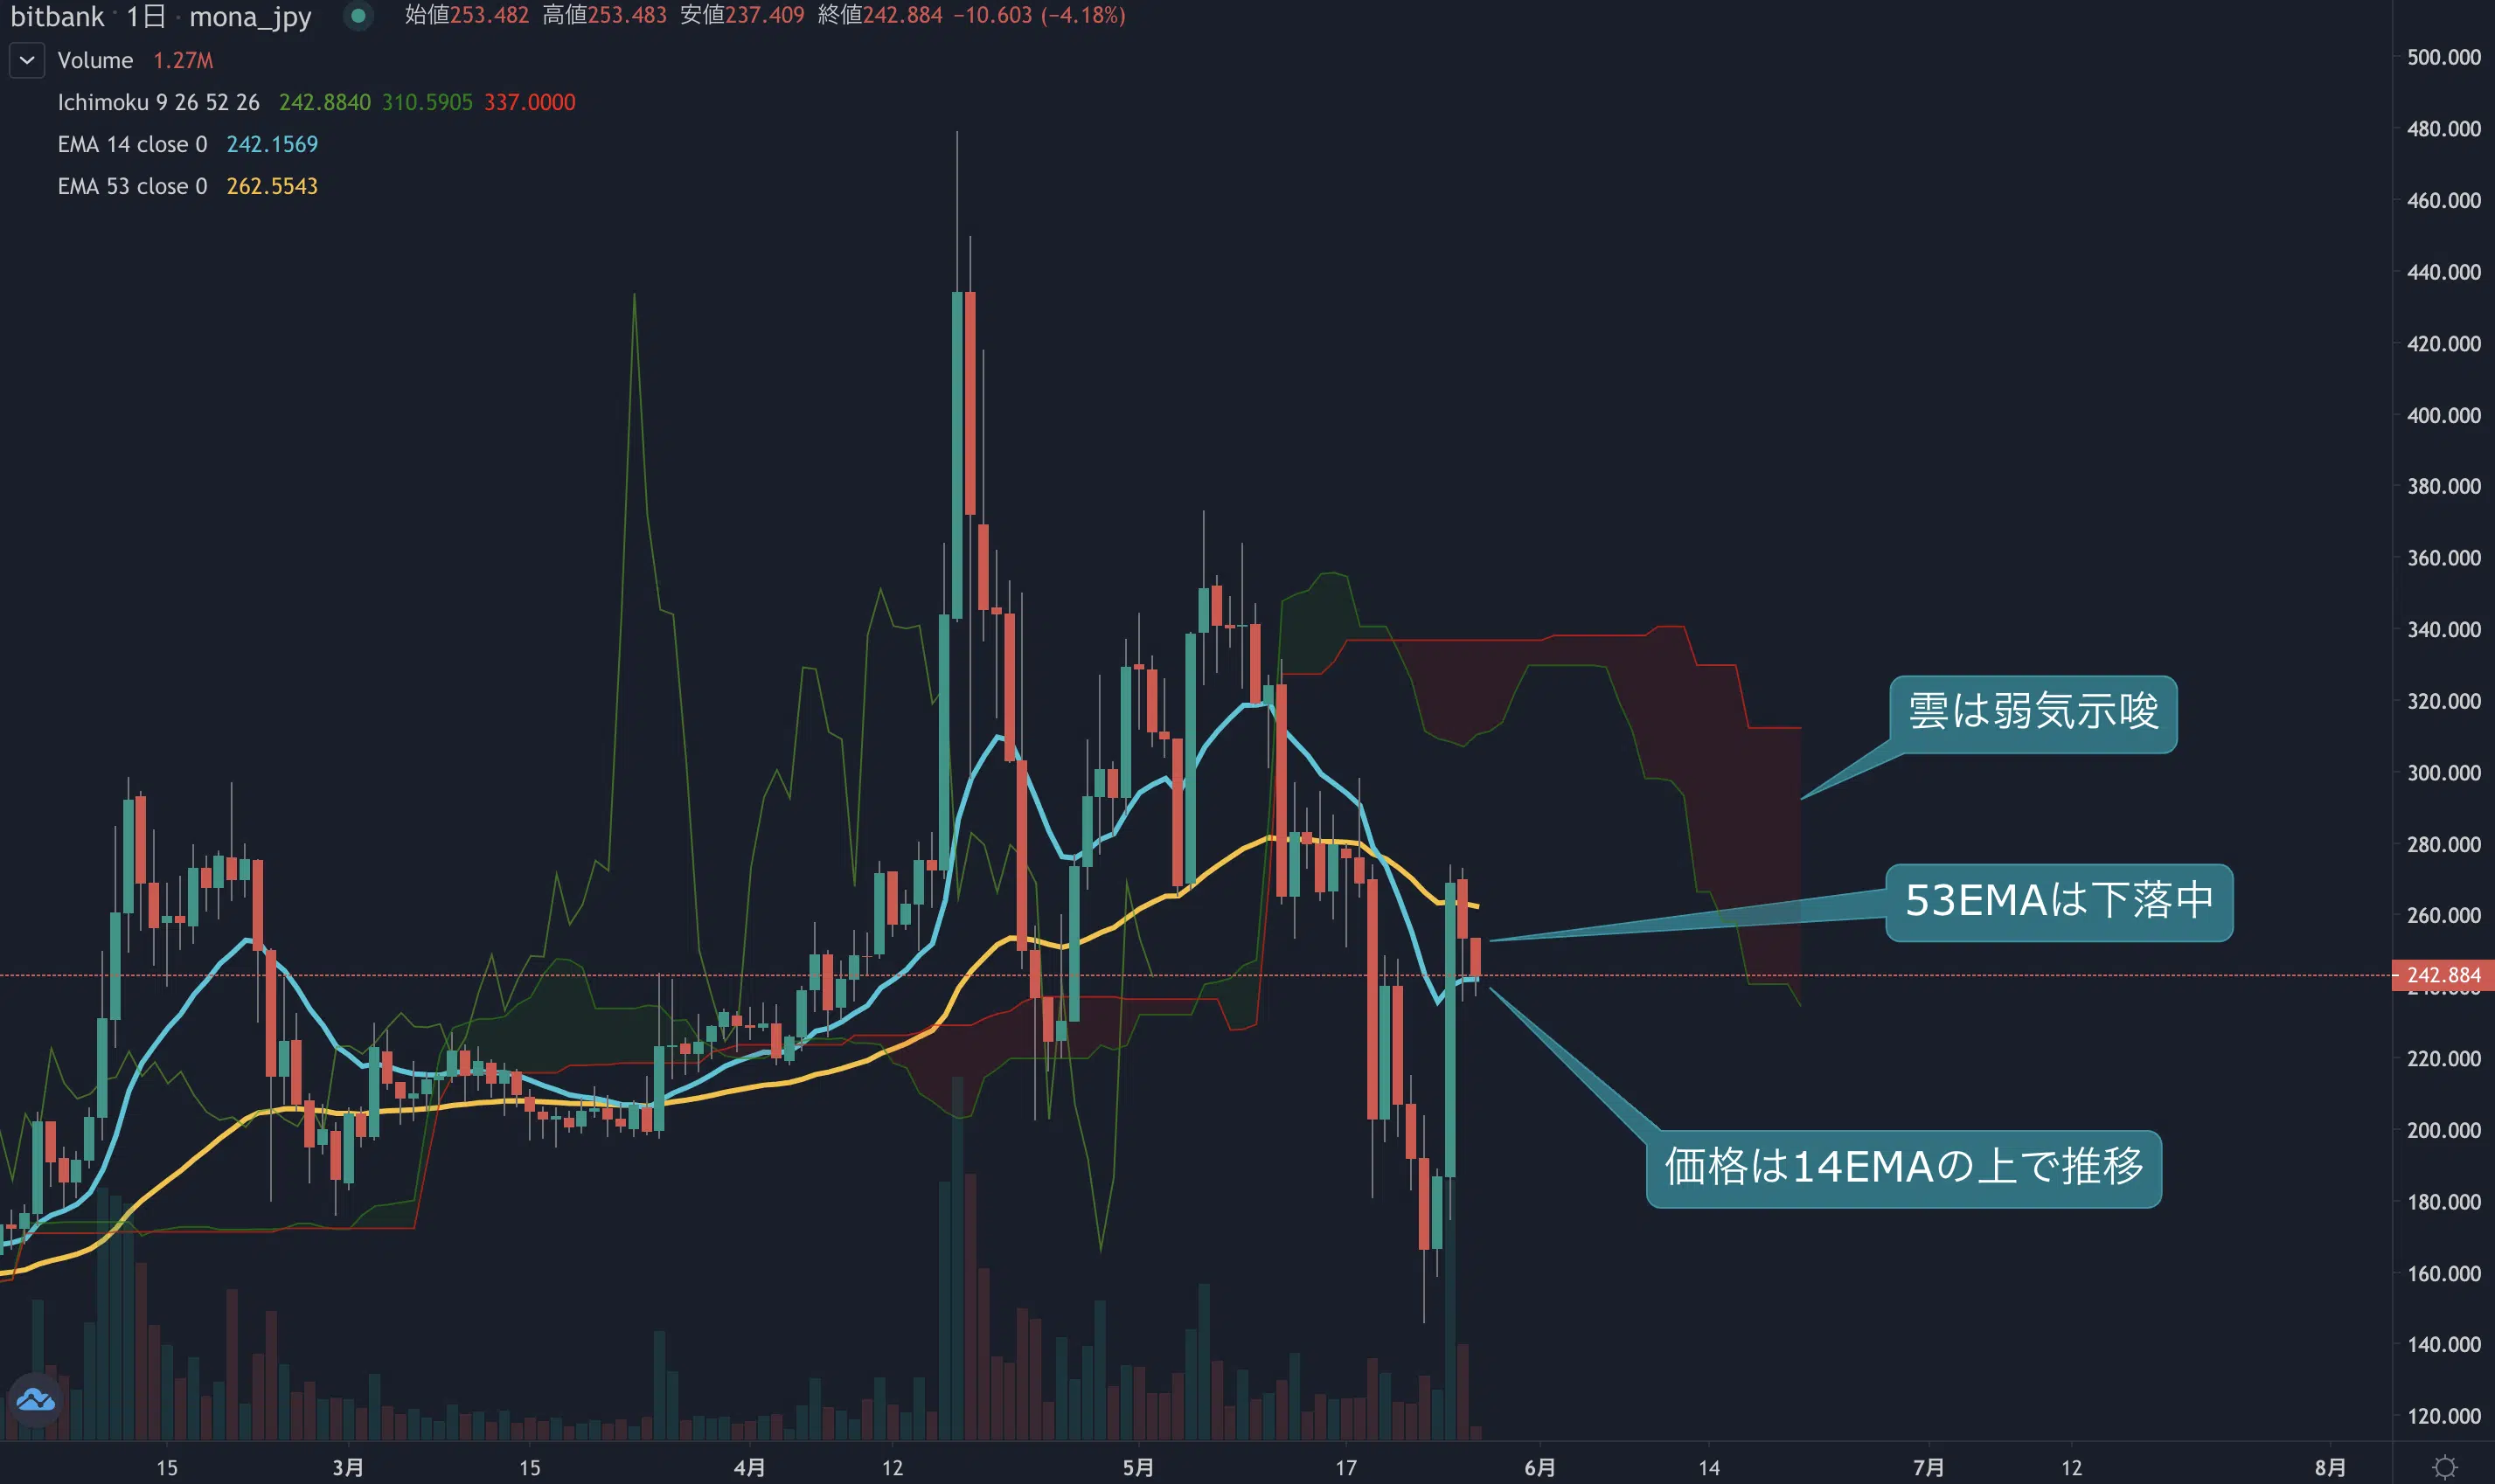 bitbank · 1日 · mona_jpy 始値253.482 高値253.483 安値237.409 終値242.884 −10.603 (−4.18%)
Volume 1.27M
Ichimoku 9 26 52 26 242.8840 310.5905 337.0000
EMA 14 close 0 242.1569
EMA 53 close 0 262.5543
500.000
480.000
460.000
440.000
420.000
400.000
380.000
360.000
340.000
320.000
雲は弱気示唆
300.000
280.000
53EMAは下落中
260.000
242.884
220.000
200.000
価格は14EMAの上で推移
180.000
160.000
140.000
120.000
15 3月 15 4月 12 5月 17 6月 14 7月 12 8月